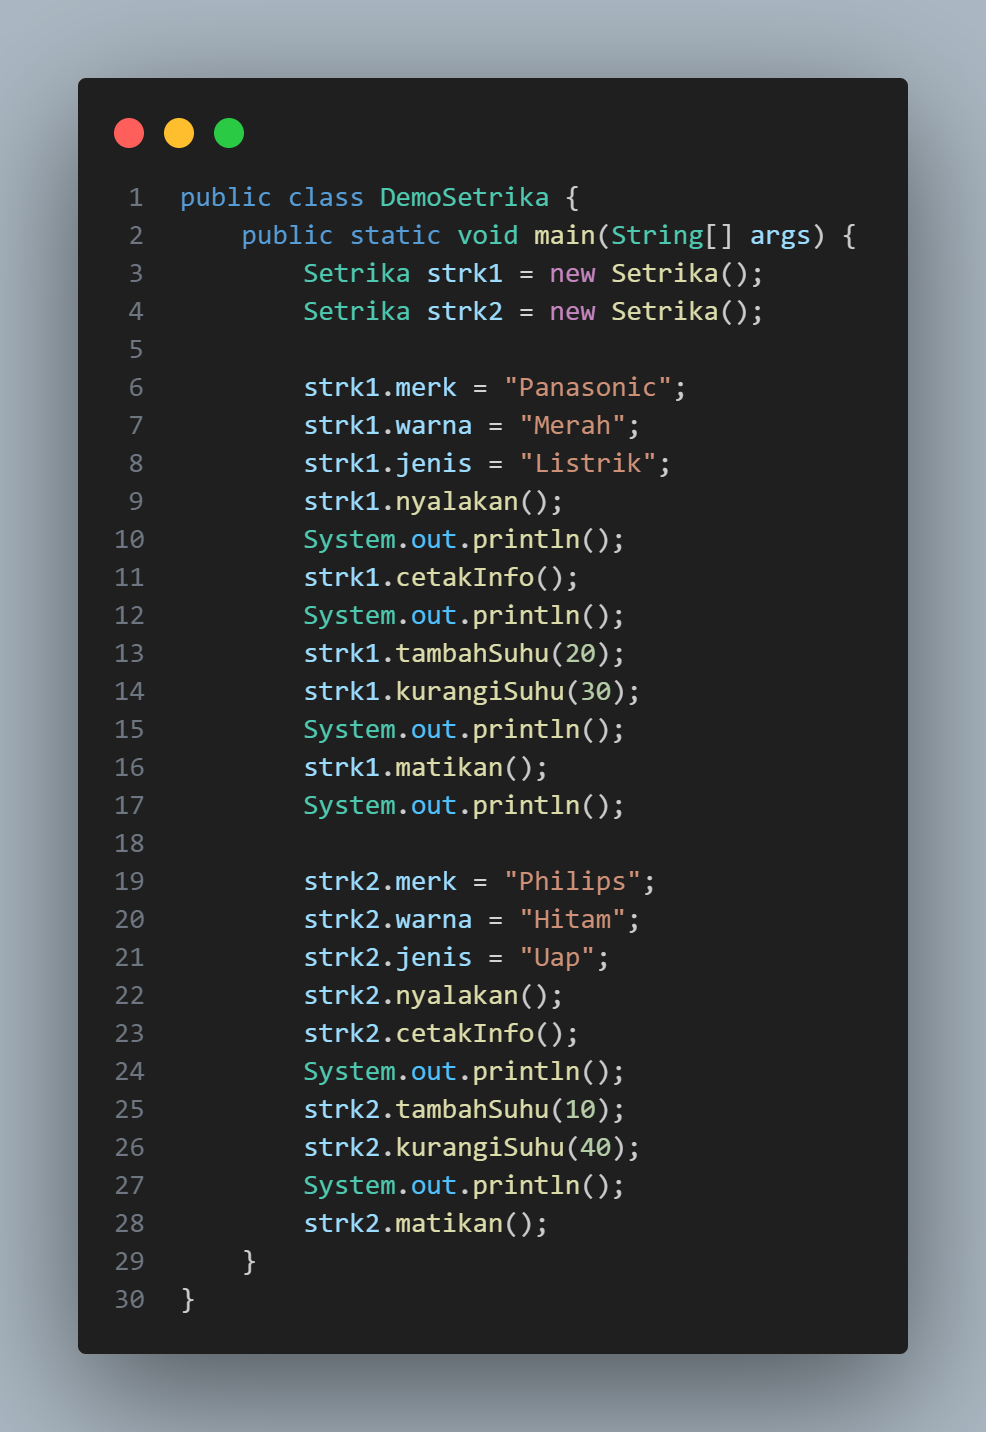 1 public class DemoSetrika {
2 public static void main(String[] args) {
3 Setrika strk1 = new Setrika();
4 Setrika strk2 = new Setrika();
5
6 strk1.merk = "Panasonic";
7 strk1.warna = "Merah";
8 strk1.jenis = "Listrik";
9 strk1.nyalakan();
10 System.out.println();
11 strk1.cetakInfo();
12 System.out.println();
13 strk1.tambahSuhu(20);
14 strk1.kurangiSuhu(30);
15 System.out.println();
16 strk1.matikan();
17 System.out.println();
18
19 strk2.merk = "Philips";
20 strk2.warna = "Hitam";
21 strk2.jenis = "Uap";
22 strk2.nyalakan();
23 strk2.cetakInfo();
24 System.out.println();
25 strk2.tambahSuhu(10);
26 strk2.kurangiSuhu(40);
27 System.out.println();
28 strk2.matikan();
29 }
30 }